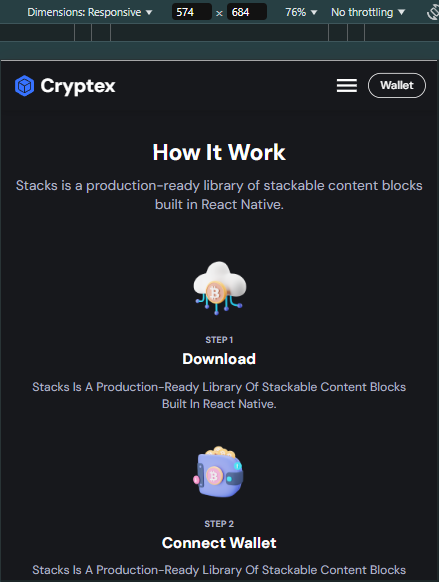 Dimensions: Responsive ▼ 574 × 684 76% ▼ No throttling ▼
Cryptex Wallet
How It Work
Stacks is a production-ready library of stackable content blocks
built in React Native.
STEP 1
Download
Stacks Is A Production-Ready Library Of Stackable Content Blocks
Built In React Native.
STEP 2
Connect Wallet
Stacks Is A Production-Ready Library Of Stackable Content Blocks